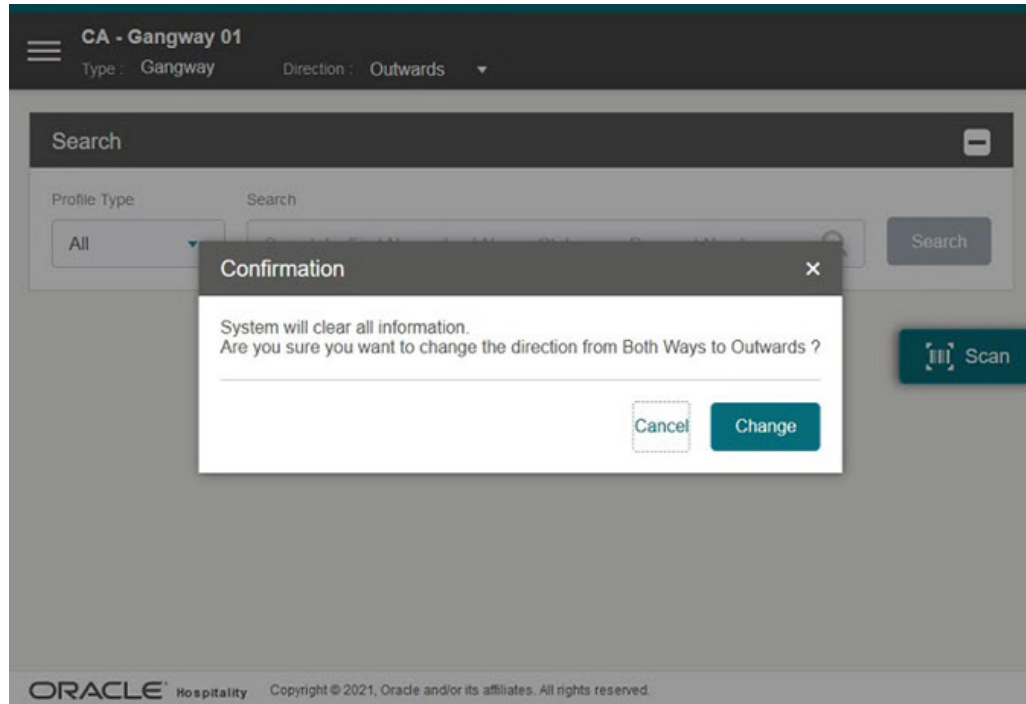 CA - Gangway 01
Type : Gangway Direction : Outwards
Search
Profile Type Search
All Search
Confirmation
System will clear all information.
Are you sure you want to change the direction from Both Ways to Outwards ?
Scan
Cancel Change
ORACLE Hospitality Copyright © 2021, Oracle and/or its affiliates. All rights reserved.